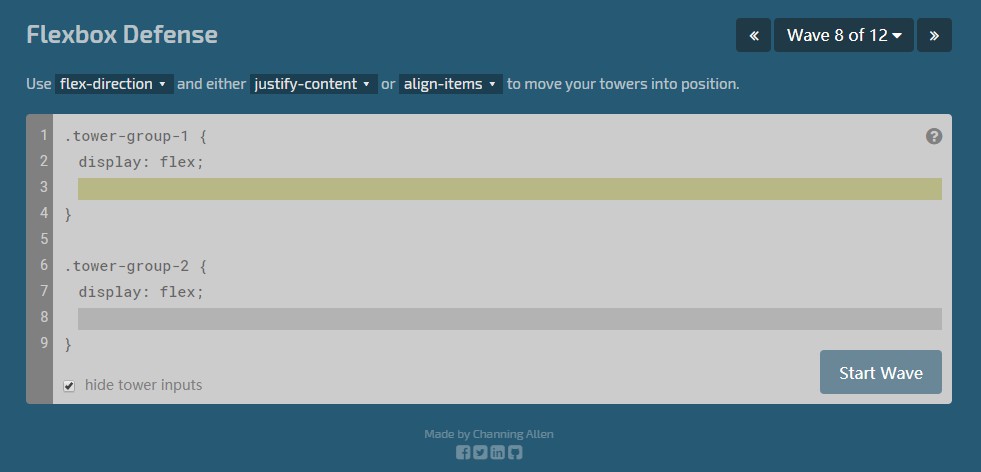 Flexbox Defense
« Wave 8 of 12 »
Use flex-direction and either justify-content or align-items to move your towers into position.
1 .tower-group-1 {
2 display: flex;
3
4 }
5
6 .tower-group-2 {
7 display: flex;
8
9 }
Start Wave
hide tower inputs
Made by Channing Allen